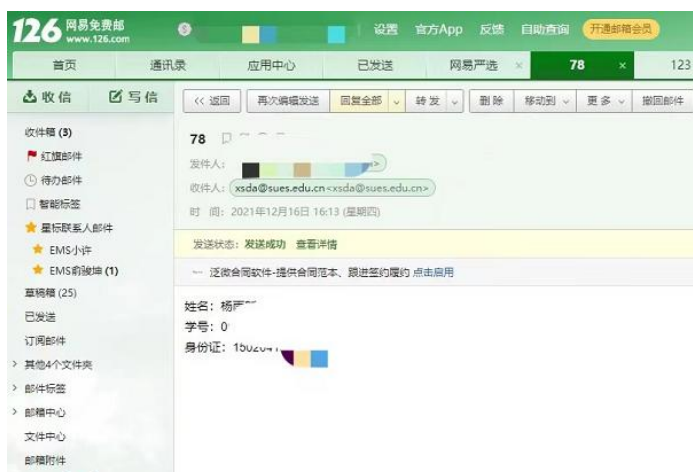 126 网易免费邮
www.126.com
设置 官方App 反馈 自助查询 开通邮箱会员
首页 通讯录 应用中心 已发送 网易严选 × 78 × 123
收信 写信
<< 返回 再次编辑发送 回复全部 转发 删除 移动到 更多 撤回邮件
收件箱 (3)
红旗邮件
待办邮件
智能标签
星标联系人邮件
EMS小许
EMS俞骏坤 (1)
草稿箱 (25)
已发送
订阅邮件
其他4个文件夹
邮件标签
邮箱中心
文件中心
邮箱附件
78
发件人:
收件人: xsda@sues.edu.cn<xsda@sues.edu.cn>
时 间: 2021年12月16日 16:13 (星期四)
发送状态: 发送成功 查看详情
泛微合同软件-提供合同范本、跟进签约履约 点击启用
姓名: 杨
学号: 0
身份证: 15020